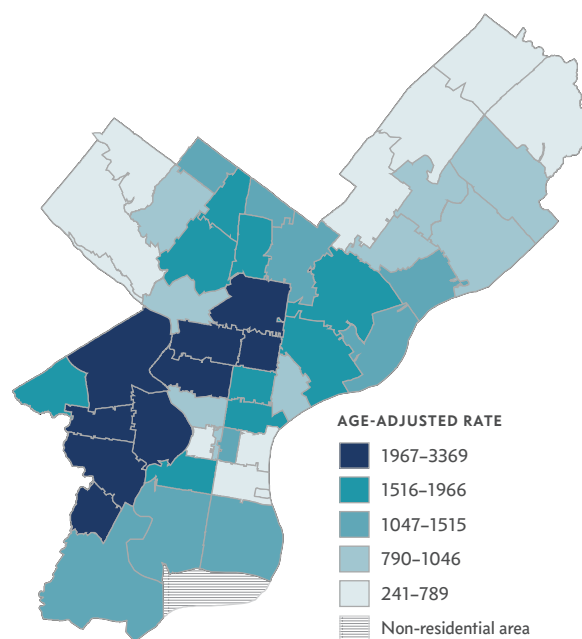 AGE-ADJUSTED RATE
1967–3369
1516–1966
1047–1515
790–1046
241–789
Non-residential area